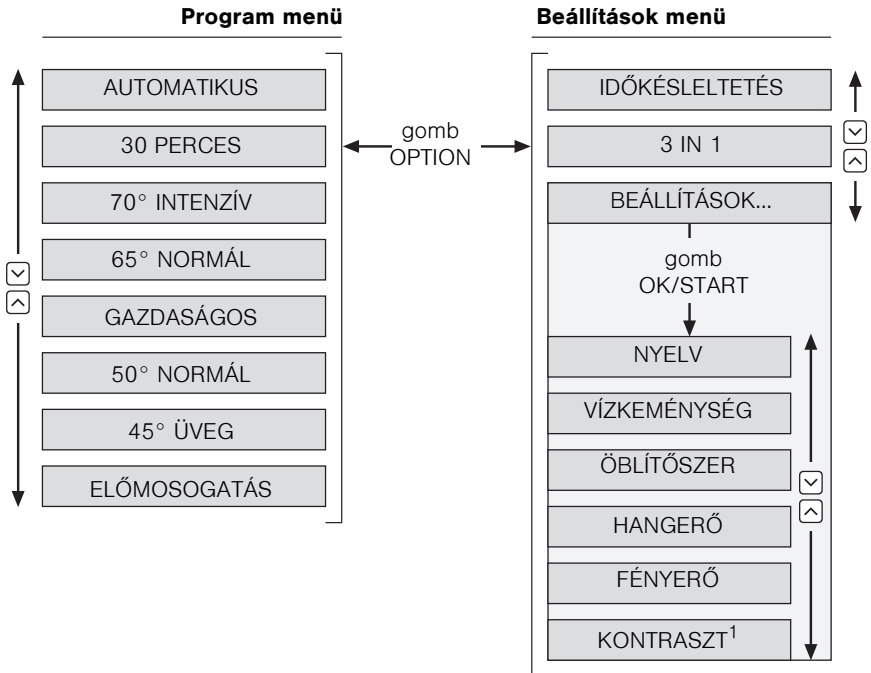 Program menü
AUTOMATIKUS
30 PERCES
70° INTENZÍV
65° NORMÁL
GAZDASÁGOS
50° NORMÁL
45° ÜVEG
ELŐMOSOGATÁS
gomb
OPTION
Beállítások menü
IDŐKÉSLELTETÉS
3 IN 1
BEÁLLÍTÁSOK...
gomb
OK/START
NYELV
VÍZKEMÉNYSÉG
ÖBLÍTŐSZER
HANGERŐ
FÉNYERŐ
KONTRASZT¹